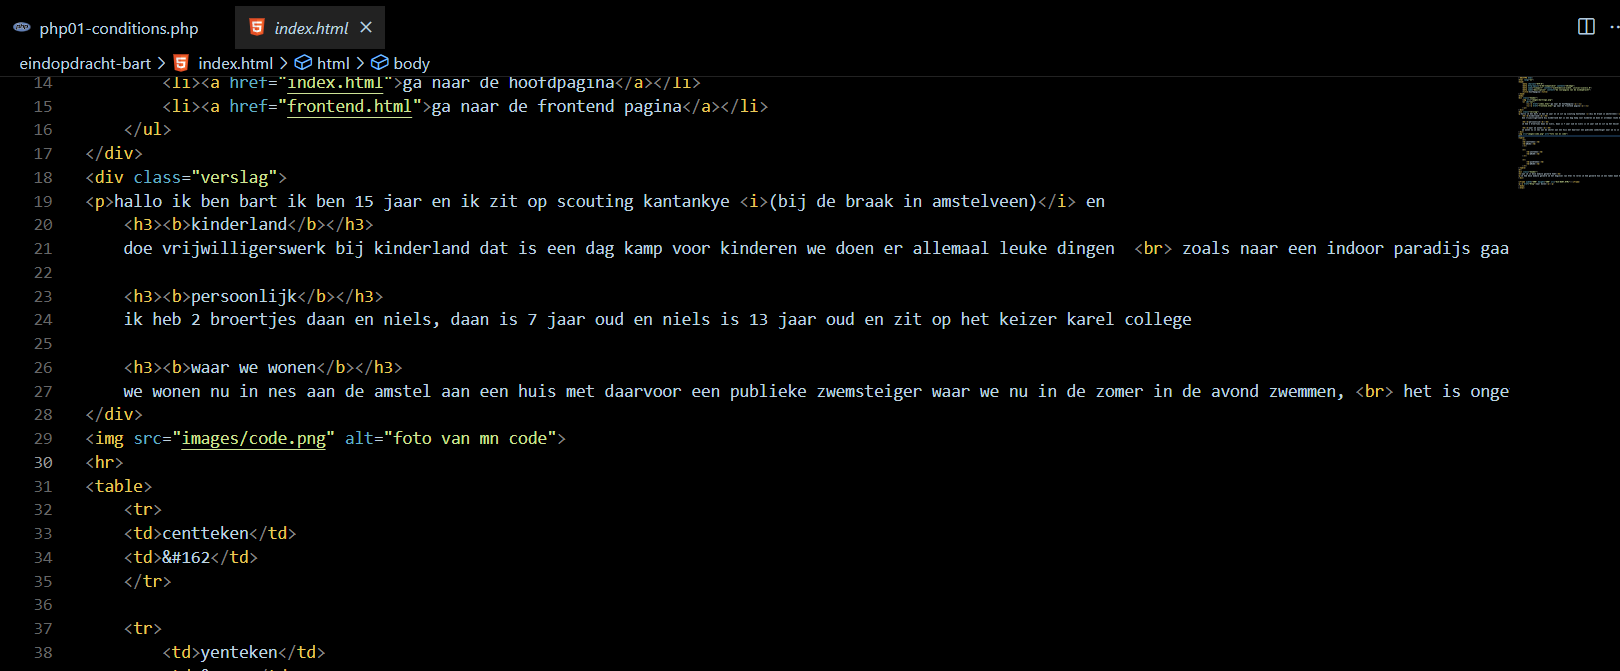 php01-conditions.php
index.html
eindopdracht-bart > index.html > html > body
14 <li><a href="index.html">ga naar de hoofdpagina</a></li>
15 <li><a href="frontend.html">ga naar de frontend pagina</a></li>
16 </ul>
17 </div>
18 <div class="verslag">
19 <p>hallo ik ben bart ik ben 15 jaar en ik zit op scouting kantankye <i>(bij de braak in amstelveen)</i> en
20 <h3><b>kinderland</b></h3>
21 doe vrijwilligerswerk bij kinderland dat is een dag kamp voor kinderen we doen er allemaal leuke dingen <br> zoals naar een indoor paradijs gaa
22
23 <h3><b>persoonlijk</b></h3>
24 ik heb 2 broertjes daan en niels, daan is 7 jaar oud en niels is 13 jaar oud en zit op het keizer karel college
25
26 <h3><b>waar we wonen</b></h3>
27 we wonen nu in nes aan de amstel aan een huis met daarvoor een publieke zwemsteiger waar we nu in de zomer in de avond zwemmen, <br> het is onge
28 </div>
29 <img src="images/code.png" alt="foto van mn code">
30 <hr>
31 <table>
32 <tr>
33 <td>centteken</td>
34 <td>&#162</td>
35 </tr>
36
37 <tr>
38 <td>yenteken</td>